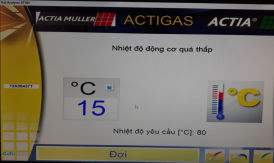 ACTIA MULLER ACTIGAS ACTIA®
Nhiệt độ động cơ quá thấp
°C
15
°C
Nhiệt độ yêu cầu [°C]: 80
Đợi